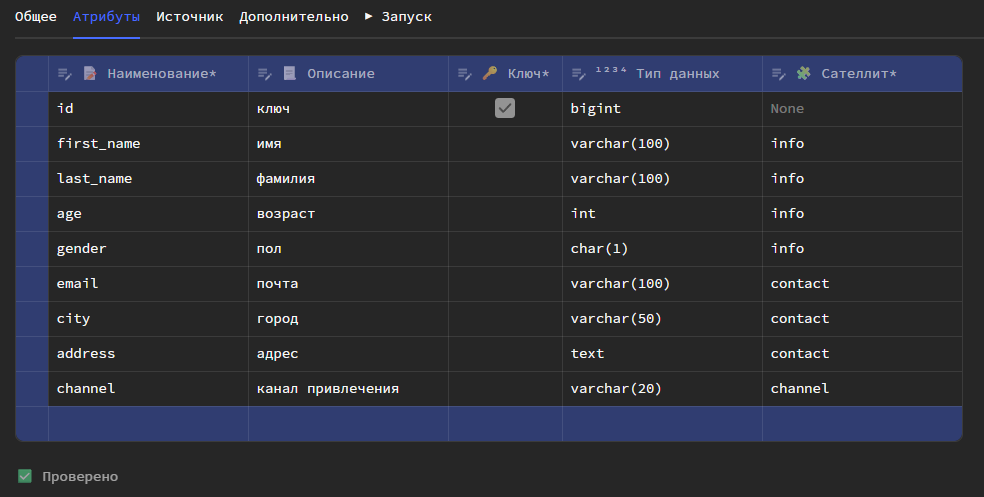 Общее Атрибуты Источник Дополнительно ▶ Запуск
📝 Наименование* 📃 Описание 🔑 Ключ* ¹²³⁴ Тип данных 🧩 Сателлит*
id ключ bigint None
first_name имя varchar(100) info
last_name фамилия varchar(100) info
age возраст int info
gender пол char(1) info
email почта varchar(100) contact
city город varchar(50) contact
address адрес text contact
channel канал привлечения varchar(20) channel
✅ Проверено